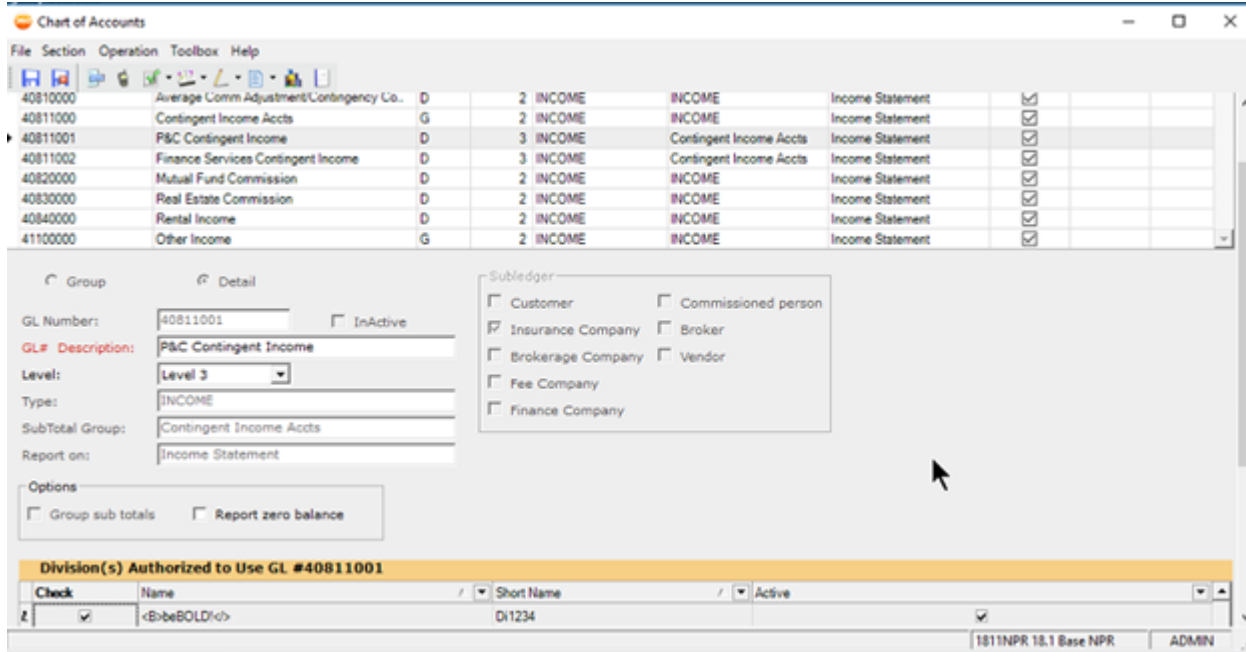 Chart of Accounts
File Section Operation Toolbox Help
40810000 Average Comm Adjustment/Contingency Co.. D 2 INCOME INCOME Income Statement
40811000 Contingent Income Accts G 2 INCOME INCOME Income Statement
40811001 P&C Contingent Income D 3 INCOME Contingent Income Accts Income Statement
40811002 Finance Services Contingent Income D 3 INCOME Contingent Income Accts Income Statement
40820000 Mutual Fund Commission D 2 INCOME INCOME Income Statement
40830000 Real Estate Commission D 2 INCOME INCOME Income Statement
40840000 Rental Income D 2 INCOME INCOME Income Statement
41100000 Other Income G 2 INCOME INCOME Income Statement
Group Detail
GL Number: 40811001 InActive
GL# Description: P&C Contingent Income
Level: Level 3
Type: INCOME
SubTotal Group: Contingent Income Accts
Report on: Income Statement
Subledger
Customer Commissioned person
Insurance Company Broker
Brokerage Company Vendor
Fee Company
Finance Company
Options
Group sub totals Report zero balance
Division(s) Authorized to Use GL #40811001
Check Name Short Name Active
<B>beBOLD!</> Di1234
1811NPR 18.1 Base NPR ADMIN